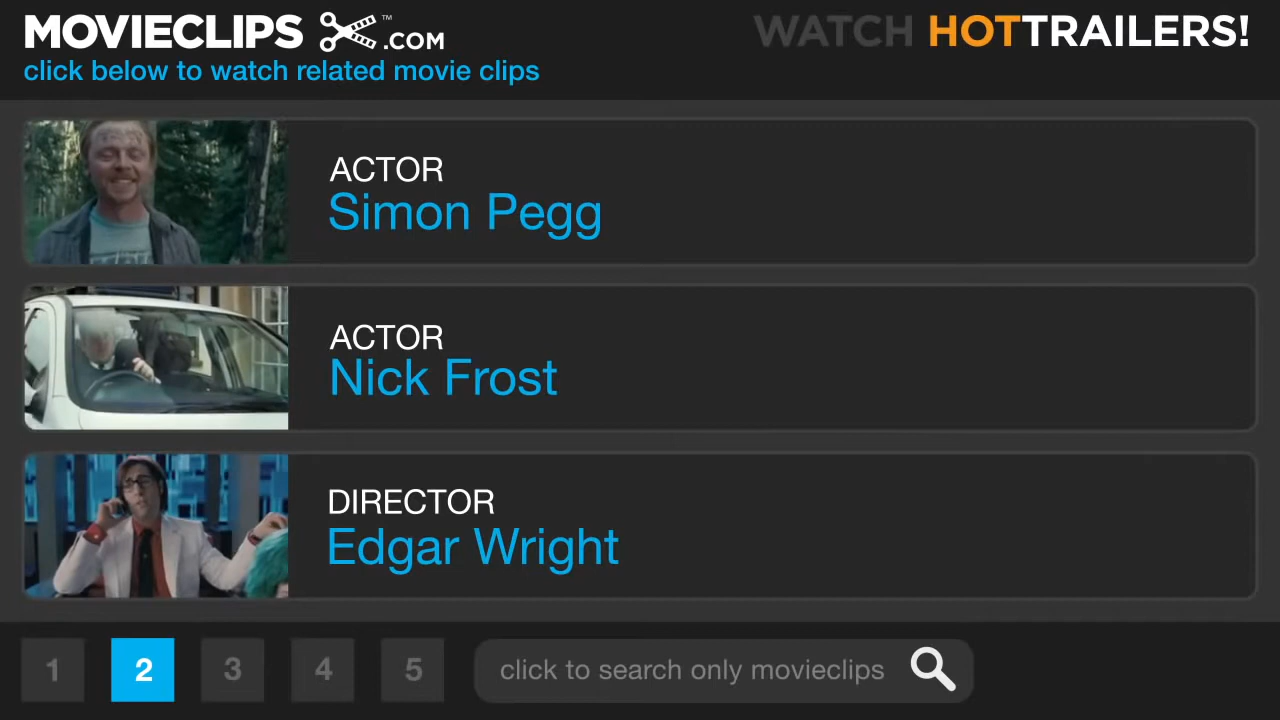 MOVIECLIPS ™ .COM
WATCH HOTTRAILERS!
click below to watch related movie clips
ACTOR
Simon Pegg
ACTOR
Nick Frost
DIRECTOR
Edgar Wright
1 2 3 4 5
click to search only movieclips